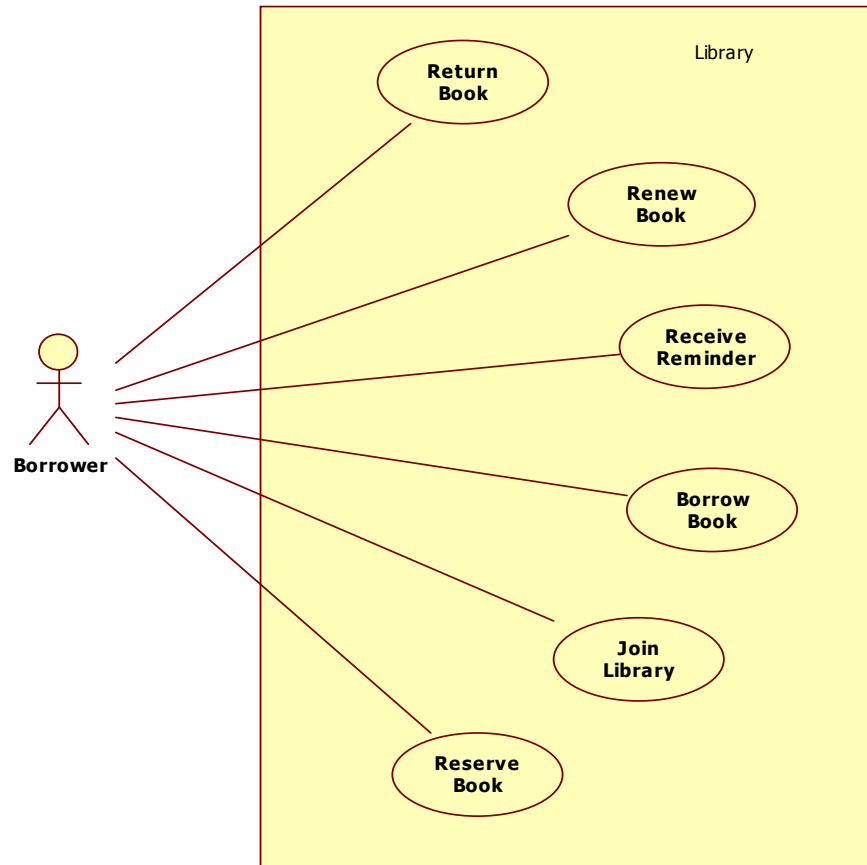 Library
Return
Book
Renew
Book
Receive
Reminder
Borrower
Borrow
Book
Join
Library
Reserve
Book